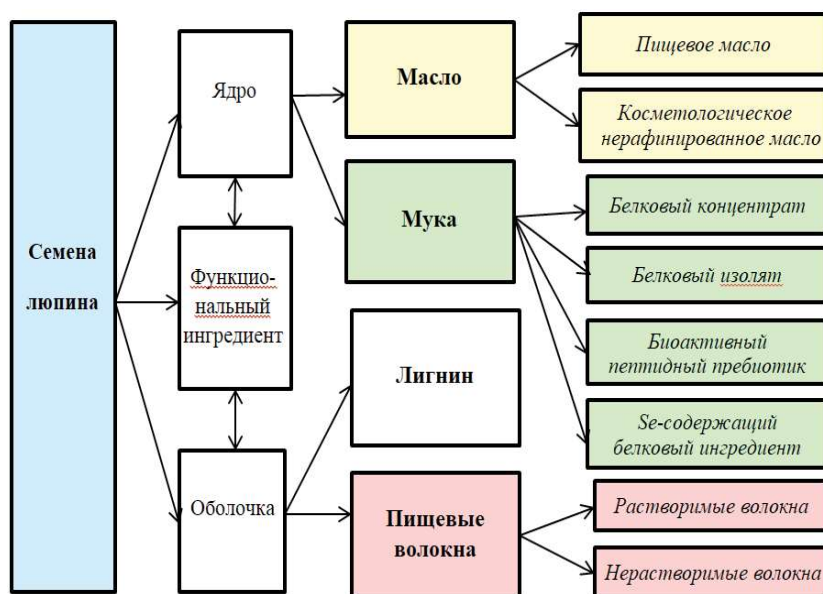 Семена
люпина
Ядро
Функцио-
нальный
ингредиент
Оболочка
Масло
Мука
Лигнин
Пищевые
волокна
Пищевое масло
Косметологическое
нерафинированное масло
Белковый концентрат
Белковый изолят
Биоактивный
пептидный пребиотик
Se-содержащий
белковый ингредиент
Растворимые волокна
Нерастворимые волокна